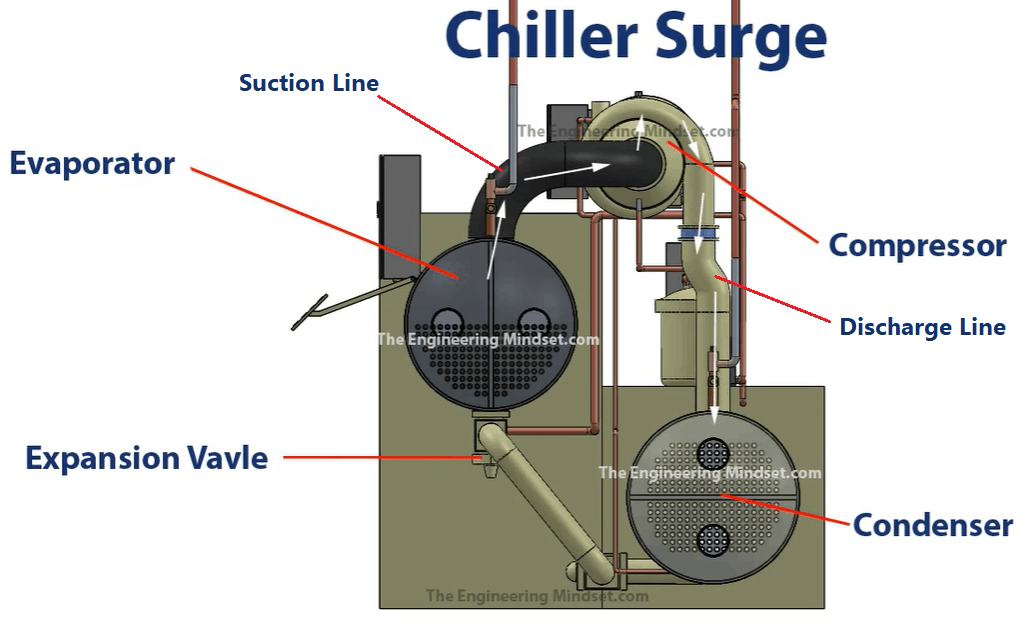 Chiller Surge
Suction Line
The Engineering Mindset.com
Evaporator
Compressor
Discharge Line
The Engineering Mindset.com
Expansion Vavle
The Engineering Mindset.com
Condenser
The Engineering Mindset.com